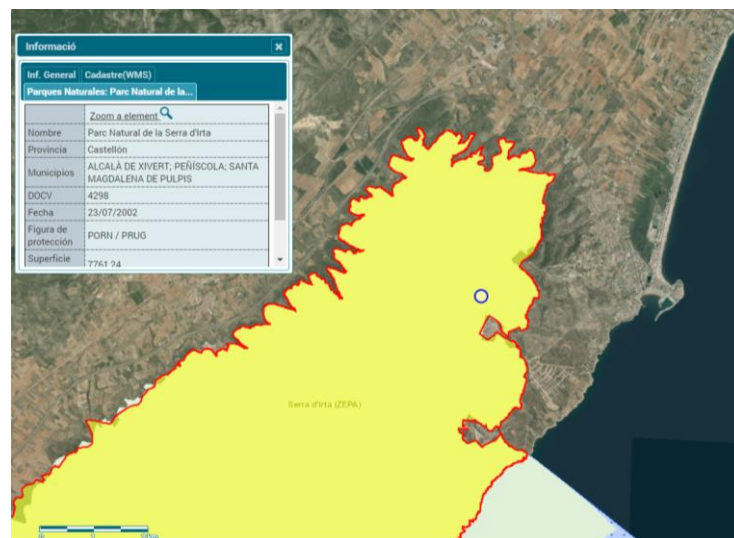 Informació
Inf. General Cadastre(WMS)
Parques Naturales: Parc Natural de la...
Zoom a element
Nombre Parc Natural de la Serra d'Irta
Provincia Castellón
Municipios ALCALÀ DE XIVERT; PEÑÍSCOLA; SANTA
MAGDALENA DE PULPIS
DOCV 4298
Fecha 23/07/2002
Figura de
protección PORN / PRUG
Superficie
7761.24
Serra d'Irta (ZEPA)